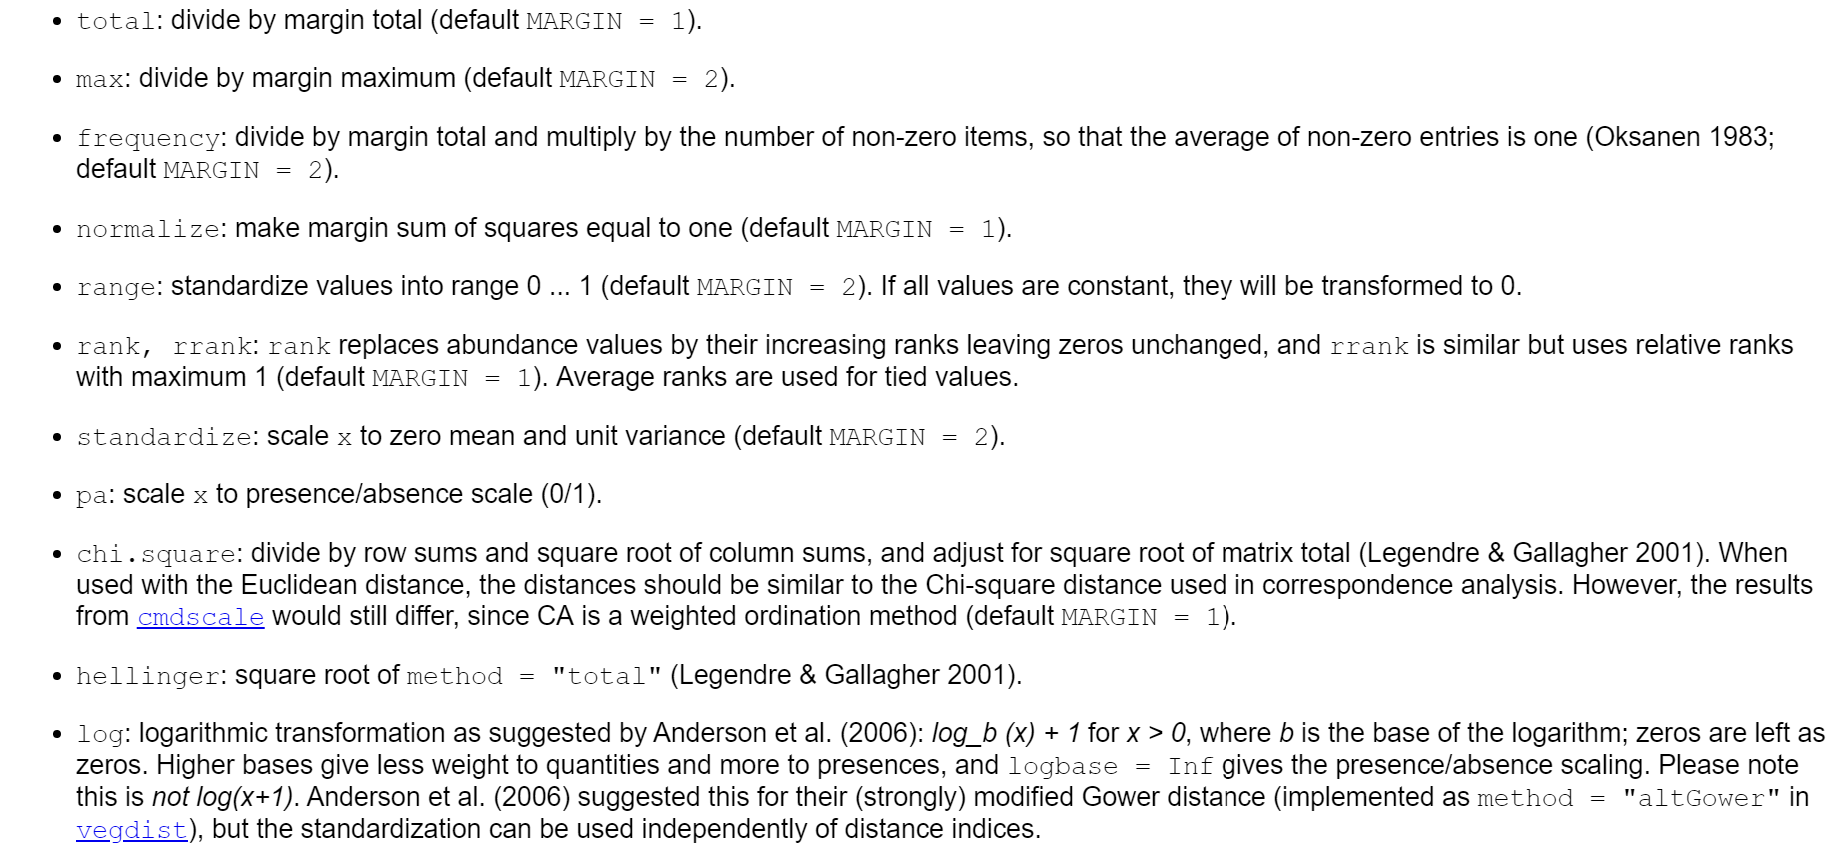 • total: divide by margin total (default MARGIN = 1).
• max: divide by margin maximum (default MARGIN = 2).
• frequency: divide by margin total and multiply by the number of non-zero items, so that the average of non-zero entries is one (Oksanen 1983;
default MARGIN = 2).
• normalize: make margin sum of squares equal to one (default MARGIN = 1).
• range: standardize values into range 0 ... 1 (default MARGIN = 2). If all values are constant, they will be transformed to 0.
• rank, rrank: rank replaces abundance values by their increasing ranks leaving zeros unchanged, and rrank is similar but uses relative ranks
with maximum 1 (default MARGIN = 1). Average ranks are used for tied values.
• standardize: scale x to zero mean and unit variance (default MARGIN = 2).
• pa: scale x to presence/absence scale (0/1).
• chi.square: divide by row sums and square root of column sums, and adjust for square root of matrix total (Legendre & Gallagher 2001). When
used with the Euclidean distance, the distances should be similar to the Chi-square distance used in correspondence analysis. However, the results
from cmdscale would still differ, since CA is a weighted ordination method (default MARGIN = 1).
• hellinger: square root of method = "total" (Legendre & Gallagher 2001).
• log: logarithmic transformation as suggested by Anderson et al. (2006): log_b (x) + 1 for x > 0, where b is the base of the logarithm; zeros are left as
zeros. Higher bases give less weight to quantities and more to presences, and logbase = Inf gives the presence/absence scaling. Please note
this is not log(x+1). Anderson et al. (2006) suggested this for their (strongly) modified Gower distance (implemented as method = "altGower" in
vegdist), but the standardization can be used independently of distance indices.